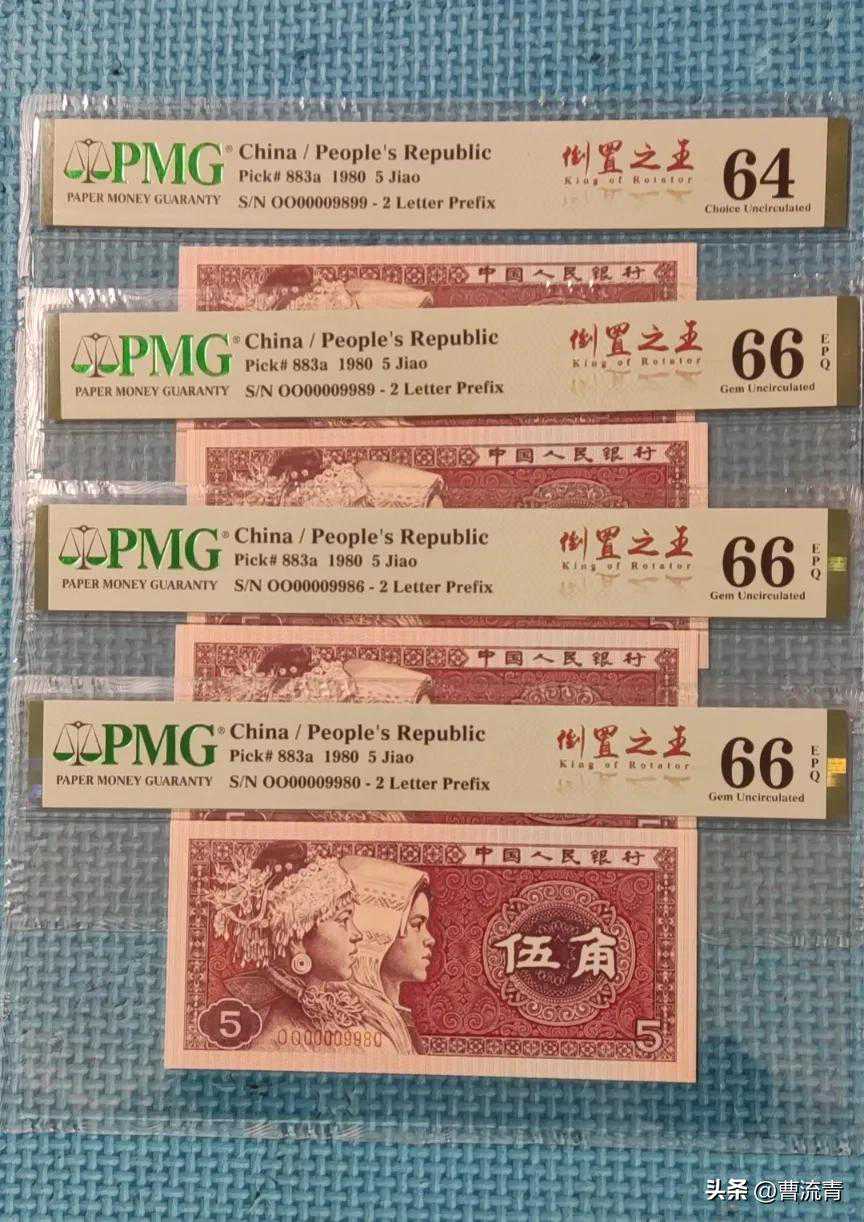 PMG®
PAPER MONEY GUARANTY
China / People's Republic
Pick# 883a 1980 5 Jiao
S/N OO00009899 - 2 Letter Prefix
倒置之王
King of Rotator
64
Choice Uncirculated
中国人民银行
PMG®
PAPER MONEY GUARANTY
China / People's Republic
Pick# 883a 1980 5 Jiao
S/N OO00009989 - 2 Letter Prefix
倒置之王
King of Rotator
66
EPQ
Gem Uncirculated
中国人民银行
PMG®
PAPER MONEY GUARANTY
China / People's Republic
Pick# 883a 1980 5 Jiao
S/N OO00009986 - 2 Letter Prefix
倒置之王
King of Rotator
66
EPQ
Gem Uncirculated
中国人民银行
PMG®
PAPER MONEY GUARANTY
China / People's Republic
Pick# 883a 1980 5 Jiao
S/N OO00009980 - 2 Letter Prefix
倒置之王
King of Rotator
66
EPQ
Gem Uncirculated
中国人民银行
伍角
5
OO00009980
5
头条 @曹流青